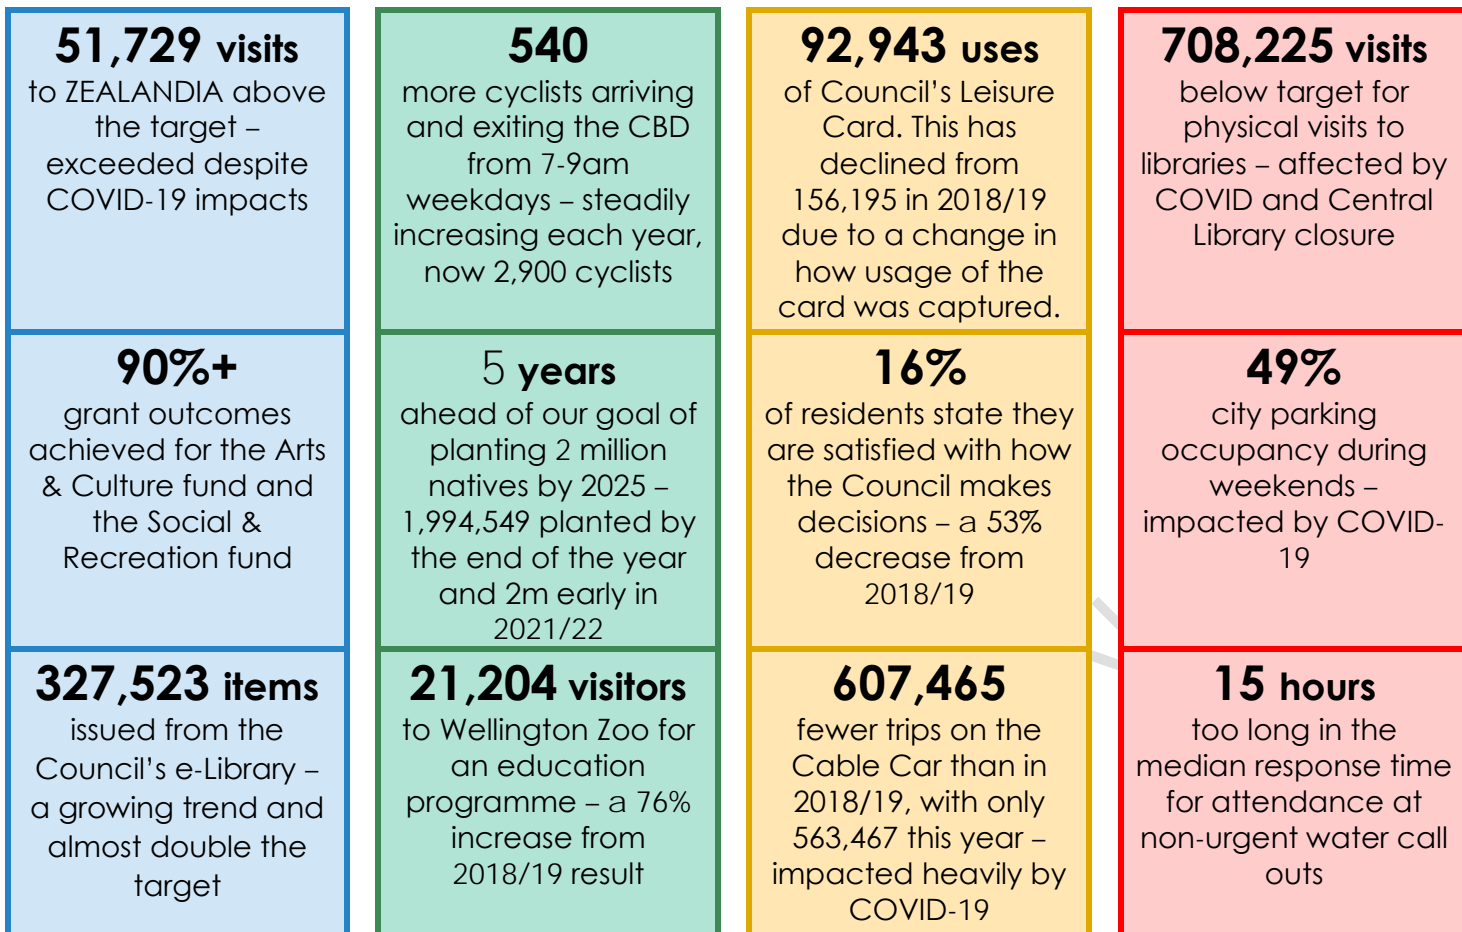 51,729 visits
to ZEALANDIA above
the target –
exceeded despite
COVID-19 impacts
540
more cyclists arriving
and exiting the CBD
from 7-9am
weekdays – steadily
increasing each year,
now 2,900 cyclists
92,943 uses
of Council’s Leisure
Card. This has
declined from
156,195 in 2018/19
due to a change in
how usage of the
card was captured.
708,225 visits
below target for
physical visits to
libraries – affected by
COVID and Central
Library closure
90%+
grant outcomes
achieved for the Arts
& Culture fund and
the Social &
Recreation fund
5 years
ahead of our goal of
planting 2 million
natives by 2025 –
1,994,549 planted by
the end of the year
and 2m early in
2021/22
16%
of residents state they
are satisfied with how
the Council makes
decisions – a 53%
decrease from
2018/19
49%
city parking
occupancy during
weekends –
impacted by COVID-
19
327,523 items
issued from the
Council’s e-Library –
a growing trend and
almost double the
target
21,204 visitors
to Wellington Zoo for
an education
programme – a 76%
increase from
2018/19 result
607,465
fewer trips on the
Cable Car than in
2018/19, with only
563,467 this year –
impacted heavily by
COVID-19
15 hours
too long in the
median response time
for attendance at
non-urgent water call
outs